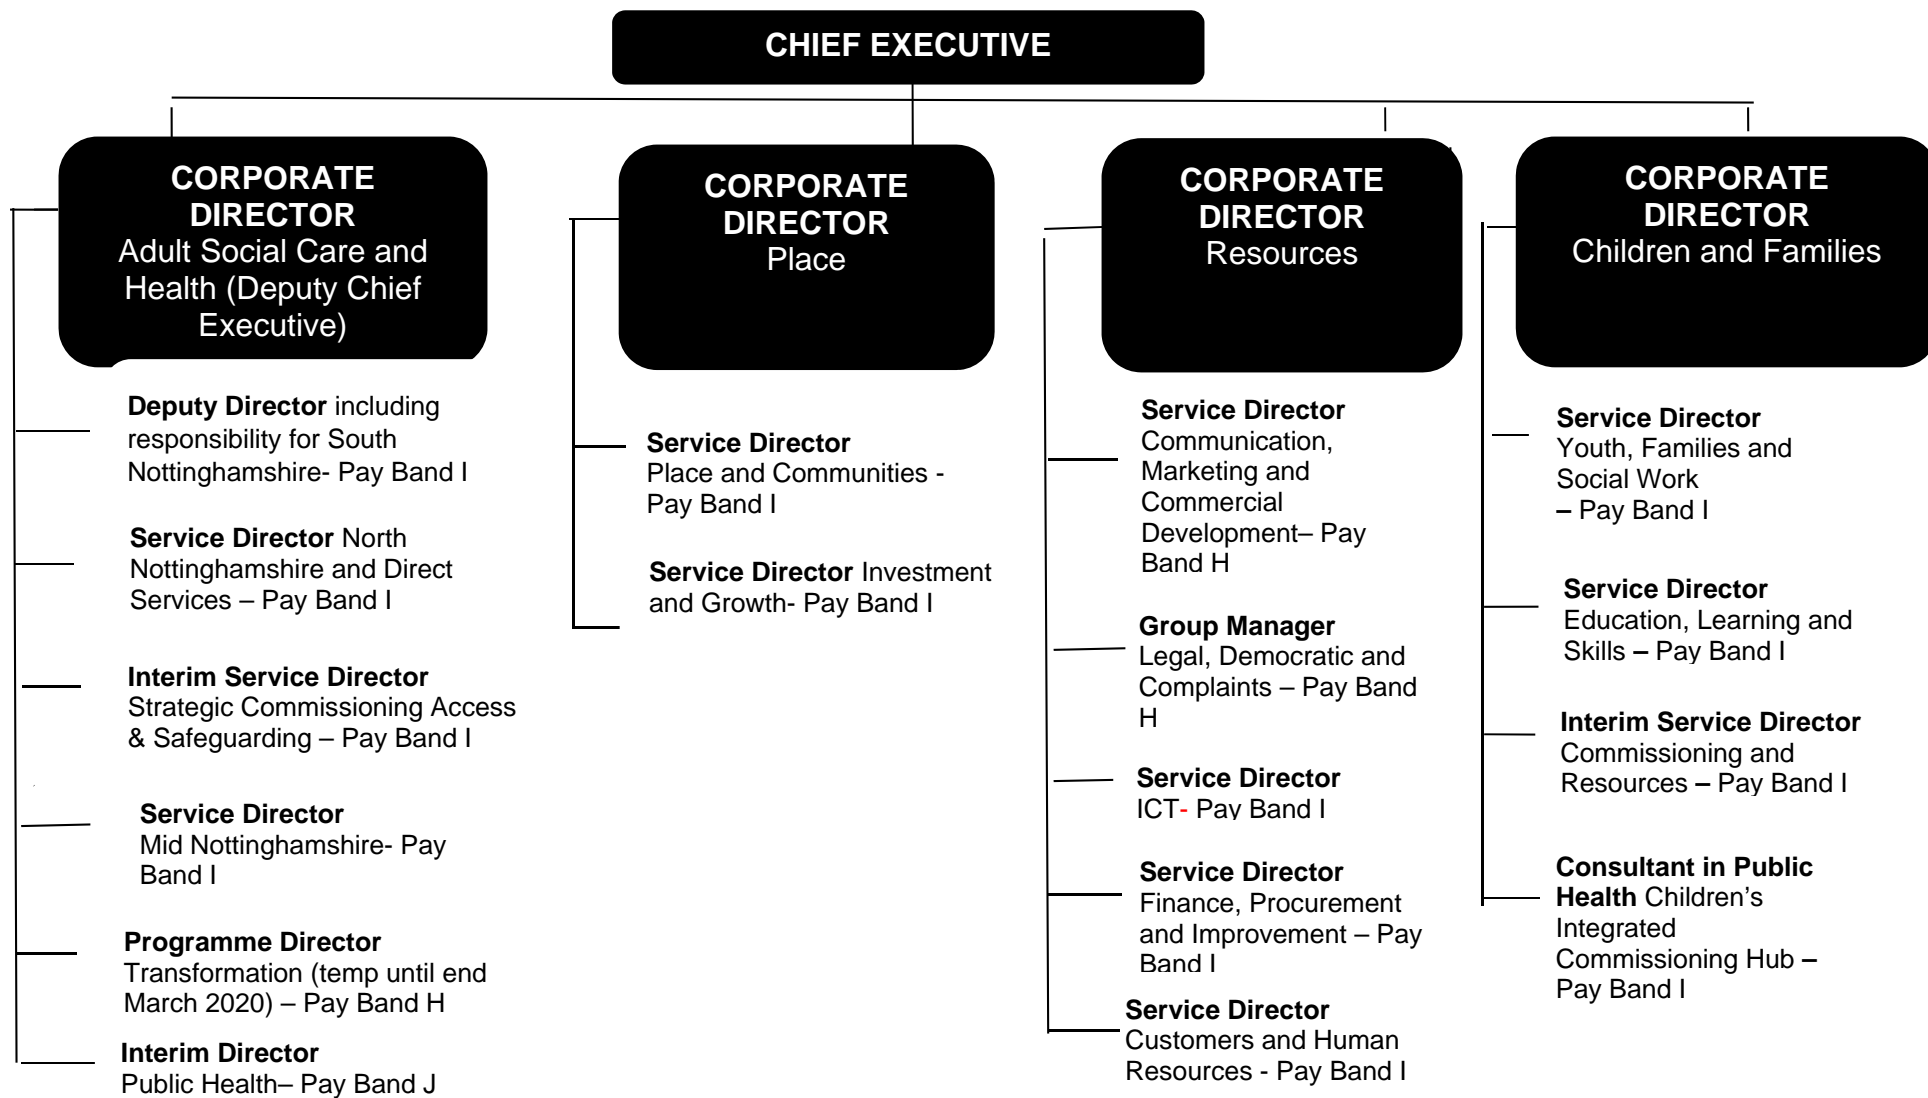 CHIEF EXECUTIVE
CORPORATE
DIRECTOR
Adult Social Care and
Health (Deputy Chief
Executive)
Deputy Director including
responsibility for South
Nottinghamshire- Pay Band I
Service Director North
Nottinghamshire and Direct
Services – Pay Band I
Interim Service Director
Strategic Commissioning Access
& Safeguarding – Pay Band I
Service Director
Mid Nottinghamshire- Pay
Band I
Programme Director
Transformation (temp until end
March 2020) – Pay Band H
Interim Director
Public Health– Pay Band J
CORPORATE
DIRECTOR
Place
Service Director
Place and Communities -
Pay Band I
Service Director Investment
and Growth- Pay Band I
CORPORATE
DIRECTOR
Resources
Service Director
Communication,
Marketing and
Commercial
Development– Pay
Band H
Group Manager
Legal, Democratic and
Complaints – Pay Band
H
Service Director
ICT- Pay Band I
Service Director
Finance, Procurement
and Improvement – Pay
Band I
Service Director
Customers and Human
Resources - Pay Band I
CORPORATE
DIRECTOR
Children and Families
Service Director
Youth, Families and
Social Work
– Pay Band I
Service Director
Education, Learning and
Skills – Pay Band I
Interim Service Director
Commissioning and
Resources – Pay Band I
Consultant in Public
Health Children’s
Integrated
Commissioning Hub –
Pay Band I